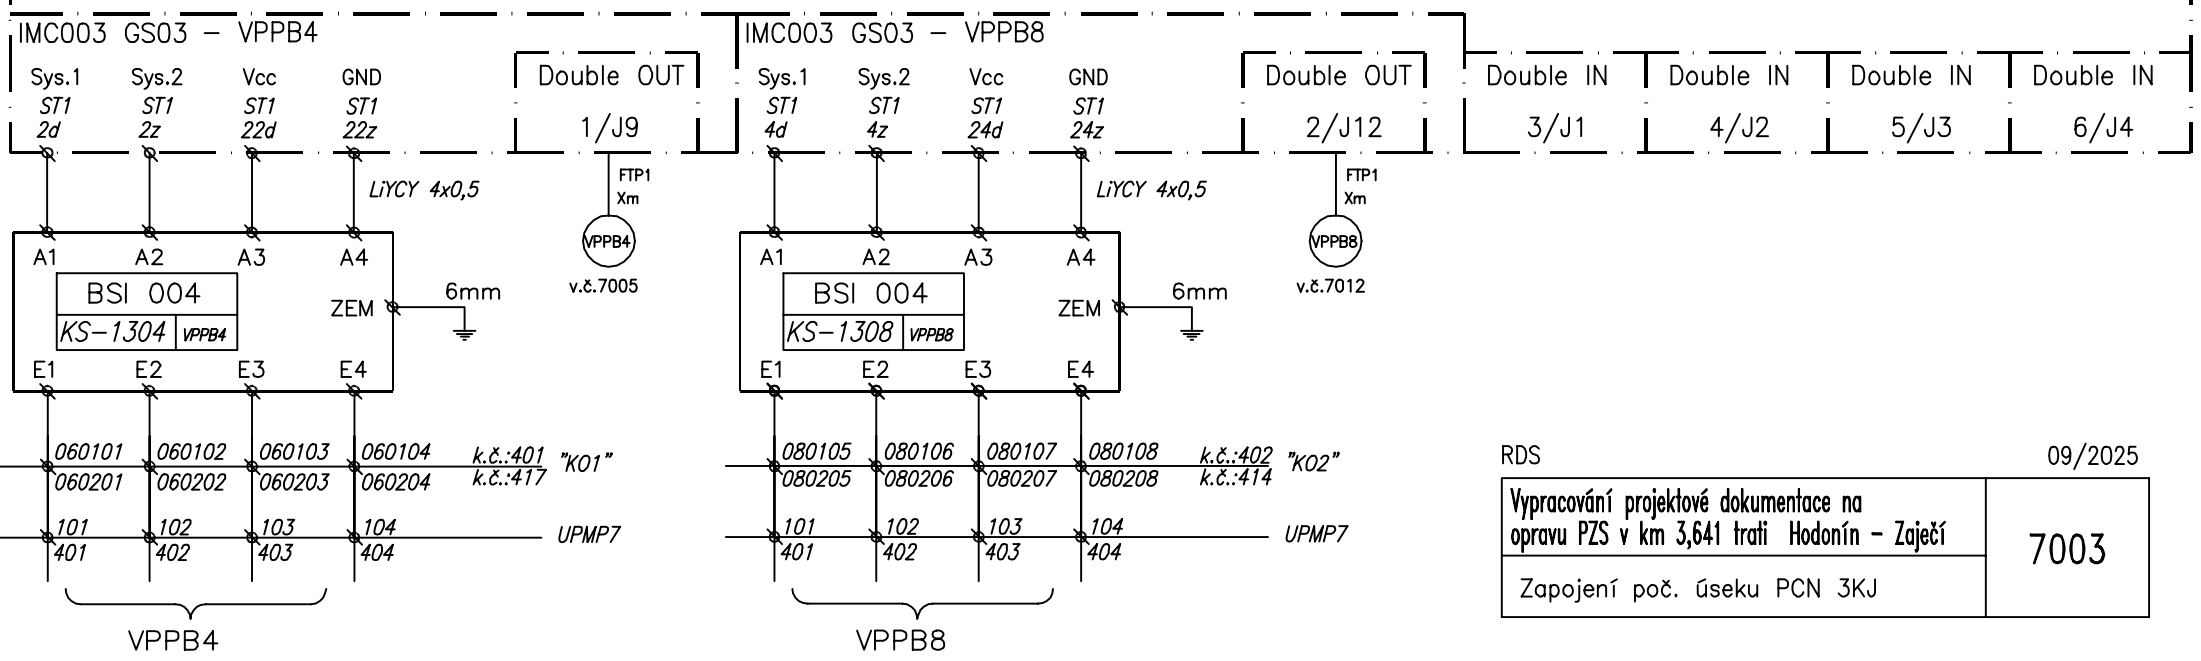 IMC003 GS03 – VPPB4
IMC003 GS03 – VPPB8
Sys.1 Sys.2 Vcc GND Double OUT Sys.1 Sys.2 Vcc GND Double OUT Double IN Double IN Double IN Double IN
ST1 ST1 ST1 ST1 ST1 ST1 ST1 ST1
2d 2z 22d 22z 1/J9 4d 4z 24d 24z 2/J12 3/J1 4/J2 5/J3 6/J4
LiYCY 4x0,5 FTP1 LiYCY 4x0,5 FTP1
Xm Xm
VPPB4 VPPB8
A1 A2 A3 A4 A1 A2 A3 A4
v.č.7005 v.č.7012
BSI 004 6mm BSI 004 6mm
ZEM ZEM
KS–1304 VPPB4 KS–1308 VPPB8
E1 E2 E3 E4 E1 E2 E3 E4
060101 060102 060103 060104 k.č.:401 "K01" 080105 080106 080107 080108 k.č.:402 "K02"
060201 060202 060203 060204 k.č.:417 080205 080206 080207 080208 k.č.:414
101 102 103 104 UPMP7 101 102 103 104 UPMP7
401 402 403 404 401 402 403 404
VPPB4 VPPB8
RDS 09/2025
Vypracování projektové dokumentace na
opravu PZS v km 3,641 trati Hodonín – Zaječí
7003
Zapojení poč. úseku PCN 3KJ